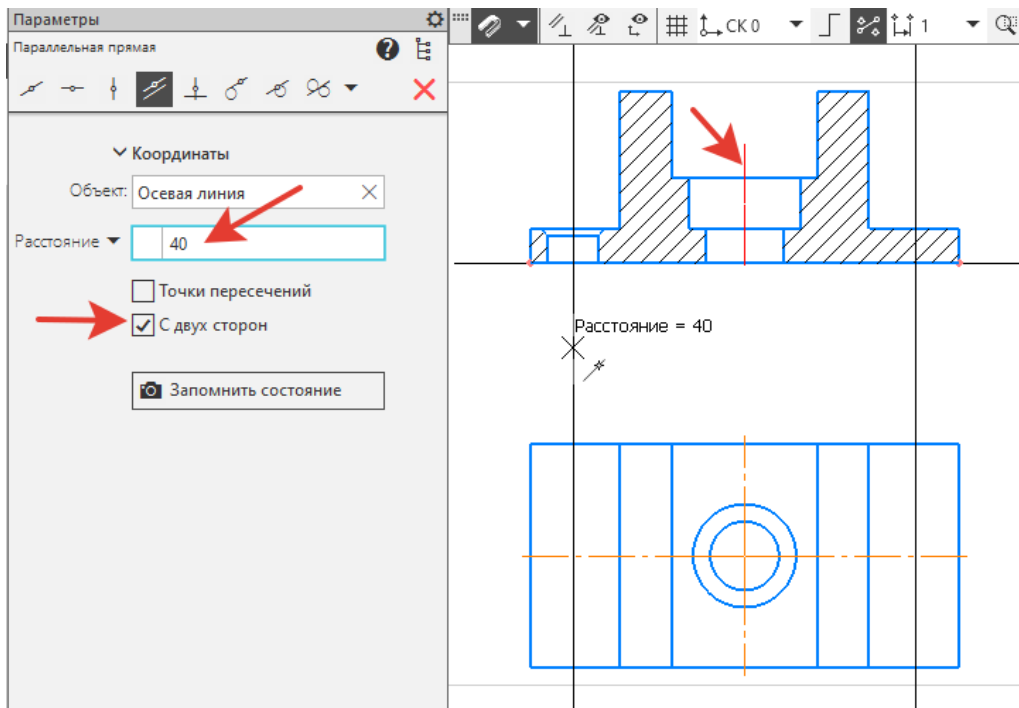 Параметры
СК 0
1
Параллельная прямая
?
Координаты
Объект: Осевая линия
Расстояние 40
Точки пересечений
С двух сторон
Запомнить состояние
Расстояние = 40